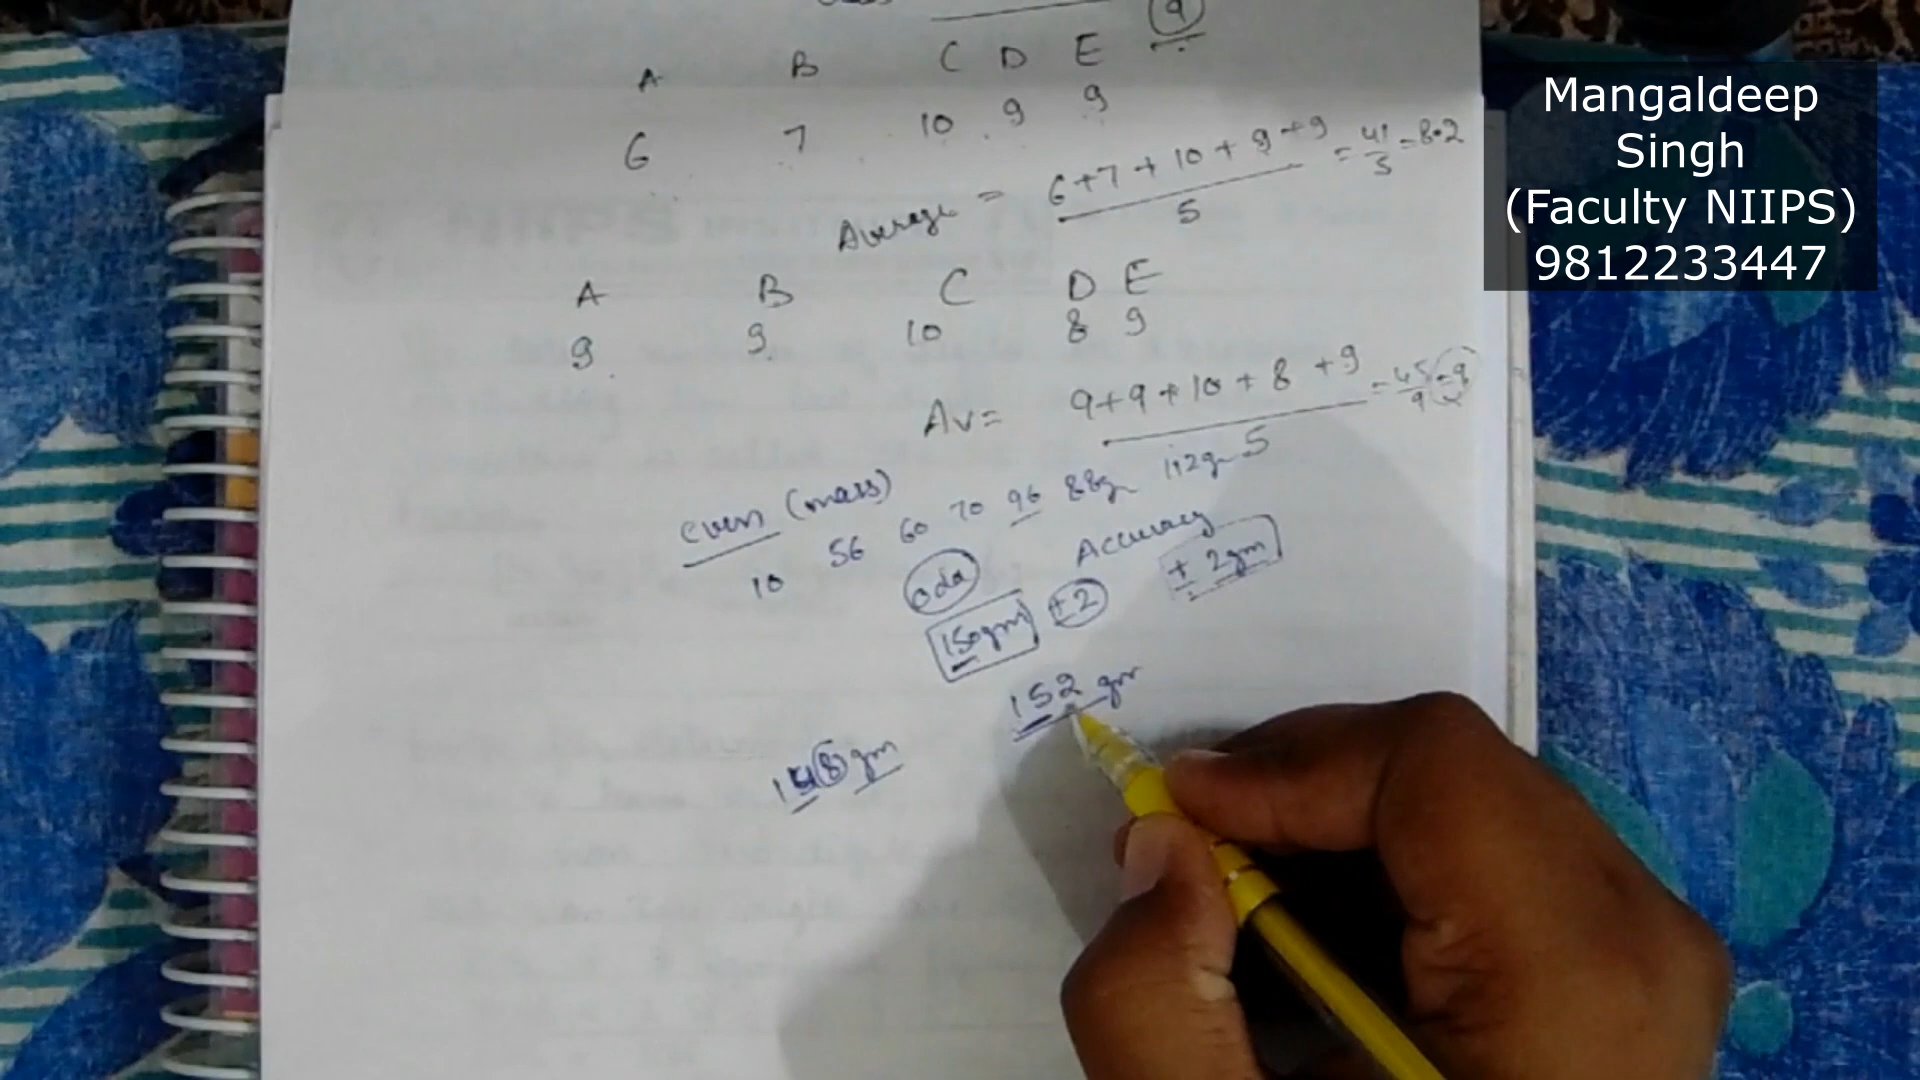 9
A B C D E
6 7 10 9 9
Average = 6+7+10+9+9 = 41 = 8.2
5 5
A B C D E
9 9 10 8 9
Av= 9+9+10+8+9 = 45 = 9
5 9
even (mass)
10 56 60 70 96 88gm 112gm
odd Accuracy
150gm ±2 ± 2gm
152 gm
148 gm
Mangaldeep
Singh
(Faculty NIIPS)
9812233447